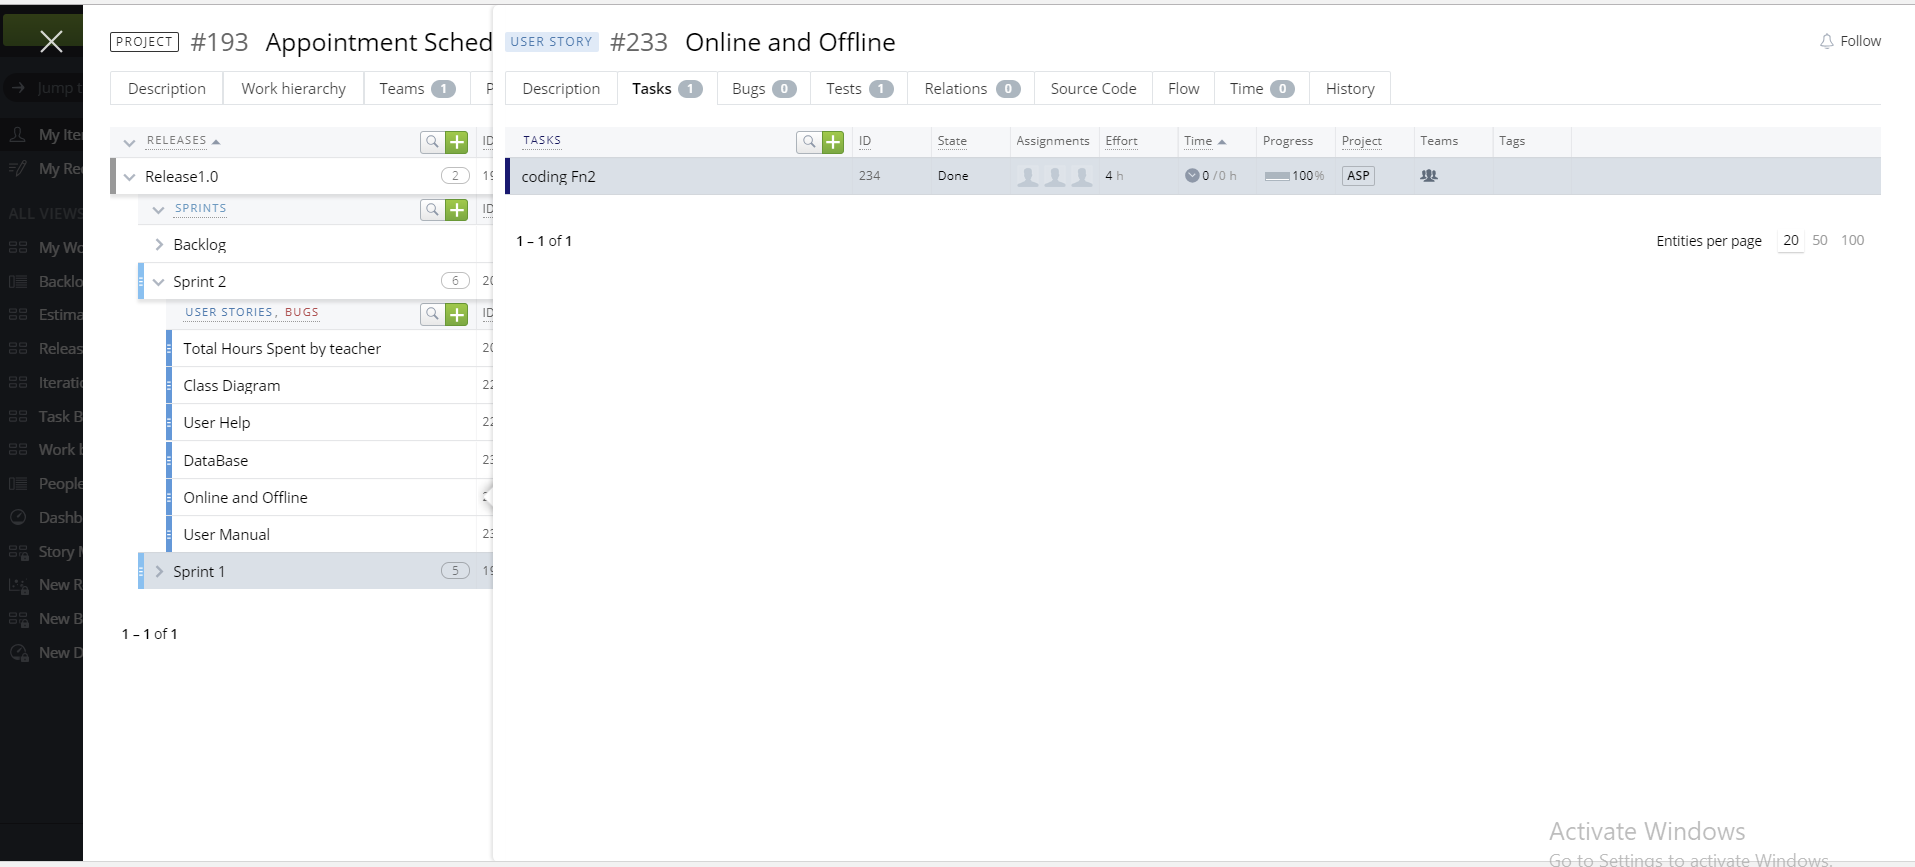 PROJECT #193 Appointment Sched
Description Work hierarchy Teams 1 P
RELEASES ID
Release1.0 2 19
SPRINTS ID
Backlog
Sprint 2 6 20
USER STORIES, BUGS ID
Total Hours Spent by teacher 20
Class Diagram 22
User Help 22
DataBase 23
Online and Offline
User Manual 23
Sprint 1 5 19
1 – 1 of 1
USER STORY #233 Online and Offline
Follow
Description Tasks 1 Bugs 0 Tests 1 Relations 0 Source Code Flow Time 0 History
TASKS ID State Assignments Effort Time Progress Project Teams Tags
coding Fn2 234 Done 4 h 0 / 0 h 100% ASP
1 – 1 of 1
Entities per page 20 50 100
Jump t
My Ite
My Re
ALL VIEWS
My Wo
Backlo
Estima
Releas
Iteratio
Task B
Work b
People
Dashb
Story M
New R
New B
New D
Activate Windows
Go to Settings to activate Windows.